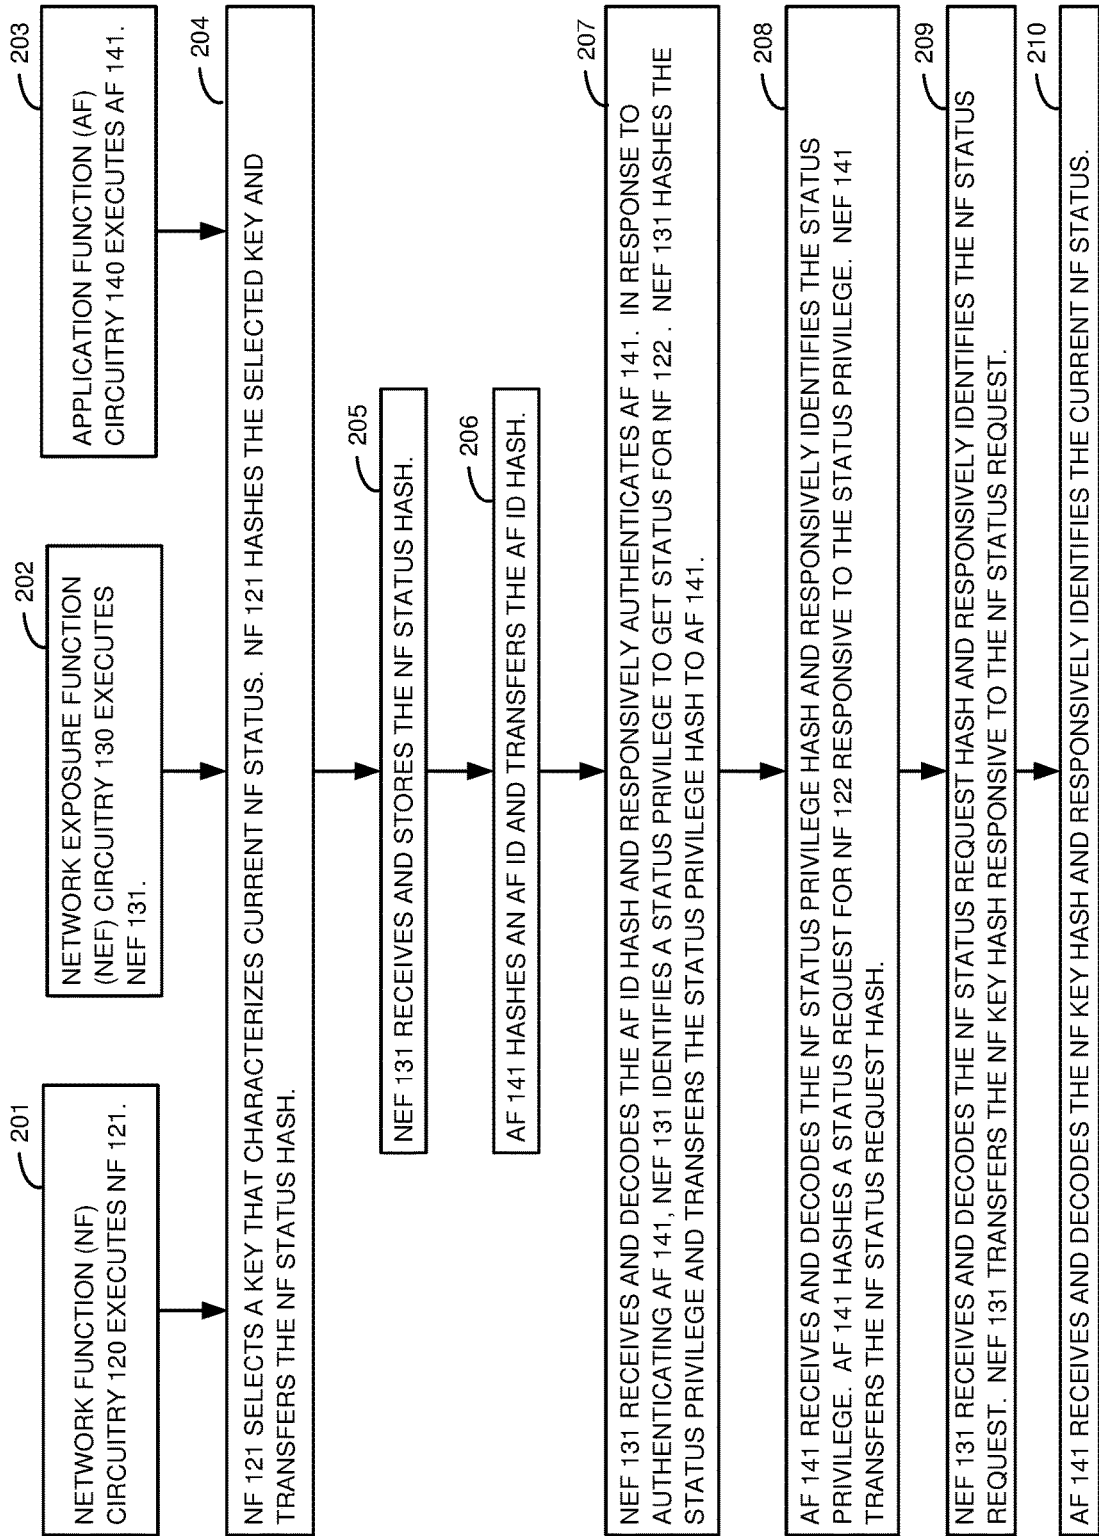 201
NETWORK FUNCTION (NF)
CIRCUITRY 120 EXECUTES NF 121.
202
NETWORK EXPOSURE FUNCTION
(NEF) CIRCUITRY 130 EXECUTES
NEF 131.
203
APPLICATION FUNCTION (AF)
CIRCUITRY 140 EXECUTES AF 141.
204
NF 121 SELECTS A KEY THAT CHARACTERIZES CURRENT NF STATUS. NF 121 HASHES THE SELECTED KEY AND
TRANSFERS THE NF STATUS HASH.
205
NEF 131 RECEIVES AND STORES THE NF STATUS HASH.
206
AF 141 HASHES AN AF ID AND TRANSFERS THE AF ID HASH.
207
NEF 131 RECEIVES AND DECODES THE AF ID HASH AND RESPONSIVELY AUTHENTICATES AF 141. IN RESPONSE TO
AUTHENTICATING AF 141, NEF 131 IDENTIFIES A STATUS PRIVILEGE TO GET STATUS FOR NF 122 . NEF 131 HASHES THE
STATUS PRIVILEGE AND TRANSFERS THE STATUS PRIVILEGE HASH TO AF 141.
208
AF 141 RECEIVES AND DECODES THE NF STATUS PRIVILEGE HASH AND RESPONSIVELY IDENTIFIES THE STATUS
PRIVILEGE. AF 141 HASHES A STATUS REQUEST FOR NF 122 RESPONSIVE TO THE STATUS PRIVILEGE. NEF 141
TRANSFERS THE NF STATUS REQUEST HASH.
209
NEF 131 RECEIVES AND DECODES THE NF STATUS REQUEST HASH AND RESPONSIVELY IDENTIFIES THE NF STATUS
REQUEST. NEF 131 TRANSFERS THE NF KEY HASH RESPONSIVE TO THE NF STATUS REQUEST.
210
AF 141 RECEIVES AND DECODES THE NF KEY HASH AND RESPONSIVELY IDENTIFIES THE CURRENT NF STATUS.